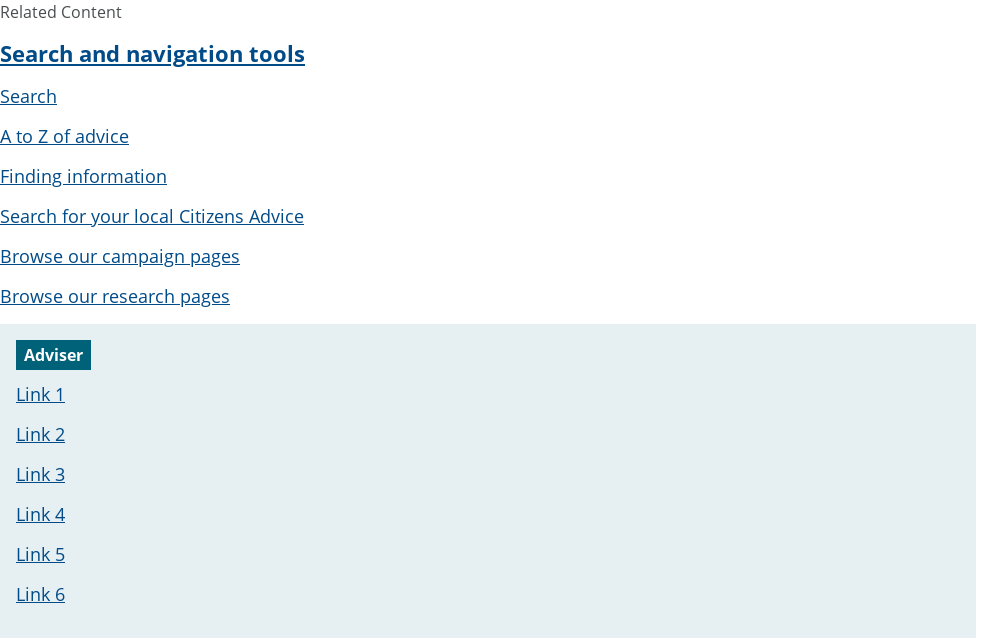 Related Content
Search and navigation tools
Search
A to Z of advice
Finding information
Search for your local Citizens Advice
Browse our campaign pages
Browse our research pages
Adviser
Link 1
Link 2
Link 3
Link 4
Link 5
Link 6